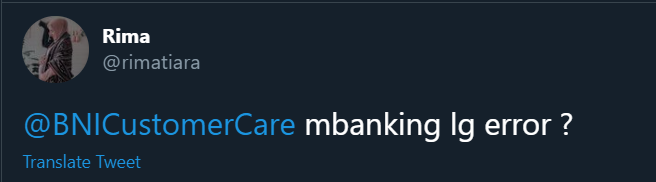 Rima
@rimatiara
@BNICustomerCare mbanking lg error ?
Translate Tweet